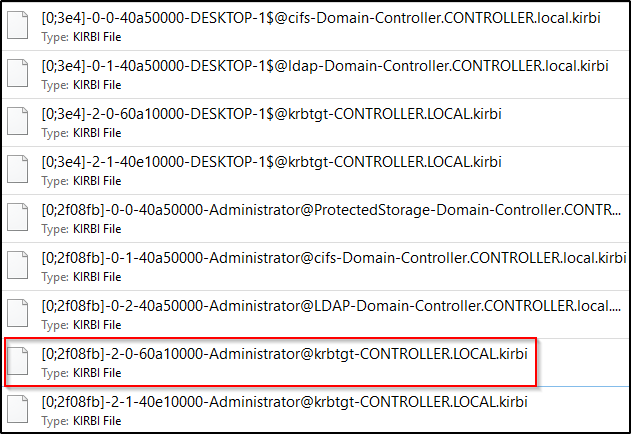 [0;3e4]-0-0-40a50000-DESKTOP-1$@cifs-Domain-Controller.CONTROLLER.local.kirbi
Type: KIRBI File
[0;3e4]-0-1-40a50000-DESKTOP-1$@ldap-Domain-Controller.CONTROLLER.local.kirbi
Type: KIRBI File
[0;3e4]-2-0-60a10000-DESKTOP-1$@krbtgt-CONTROLLER.LOCAL.kirbi
Type: KIRBI File
[0;3e4]-2-1-40e10000-DESKTOP-1$@krbtgt-CONTROLLER.LOCAL.kirbi
Type: KIRBI File
[0;2f08fb]-0-0-40a50000-Administrator@ProtectedStorage-Domain-Controller.CONTR...
Type: KIRBI File
[0;2f08fb]-0-1-40a50000-Administrator@cifs-Domain-Controller.CONTROLLER.local.kirbi
Type: KIRBI File
[0;2f08fb]-0-2-40a50000-Administrator@LDAP-Domain-Controller.CONTROLLER.local....
Type: KIRBI File
[0;2f08fb]-2-0-60a10000-Administrator@krbtgt-CONTROLLER.LOCAL.kirbi
Type: KIRBI File
[0;2f08fb]-2-1-40e10000-Administrator@krbtgt-CONTROLLER.LOCAL.kirbi
Type: KIRBI File